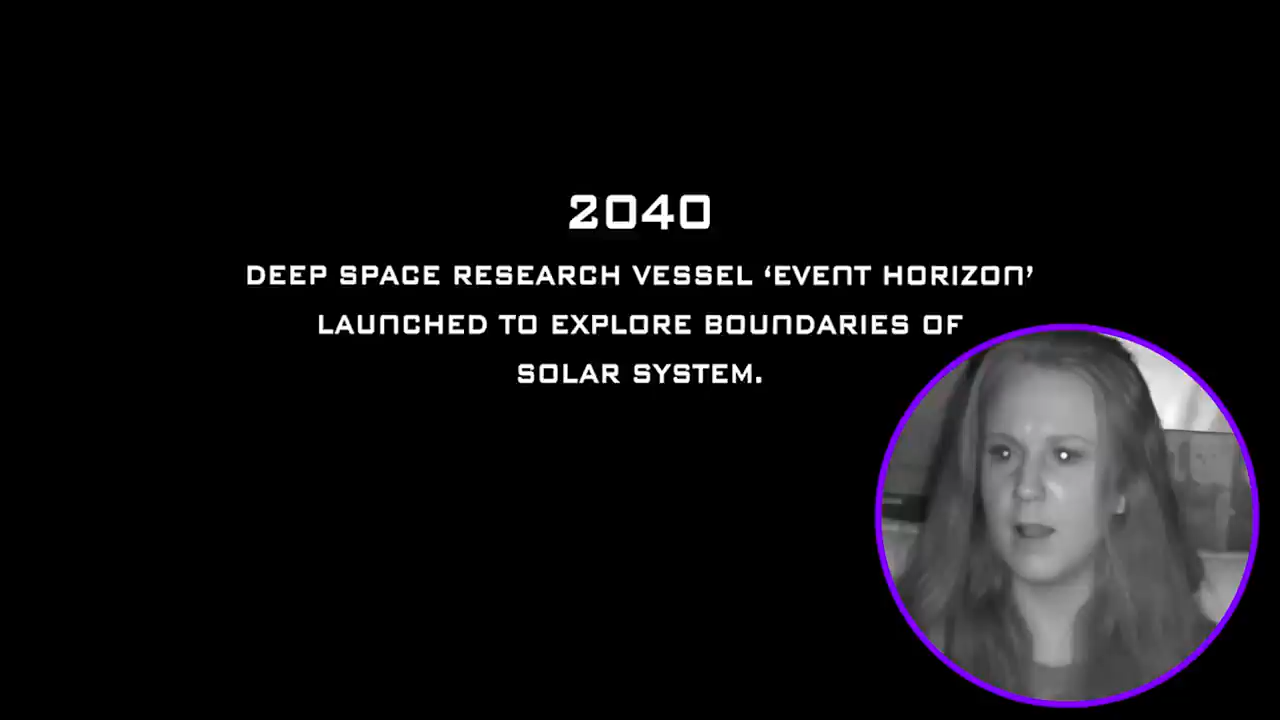 2040
DEEP SPACE RESEARCH VESSEL ‘EVENT HORIZON’
LAUNCHED TO EXPLORE BOUNDARIES OF
SOLAR SYSTEM.